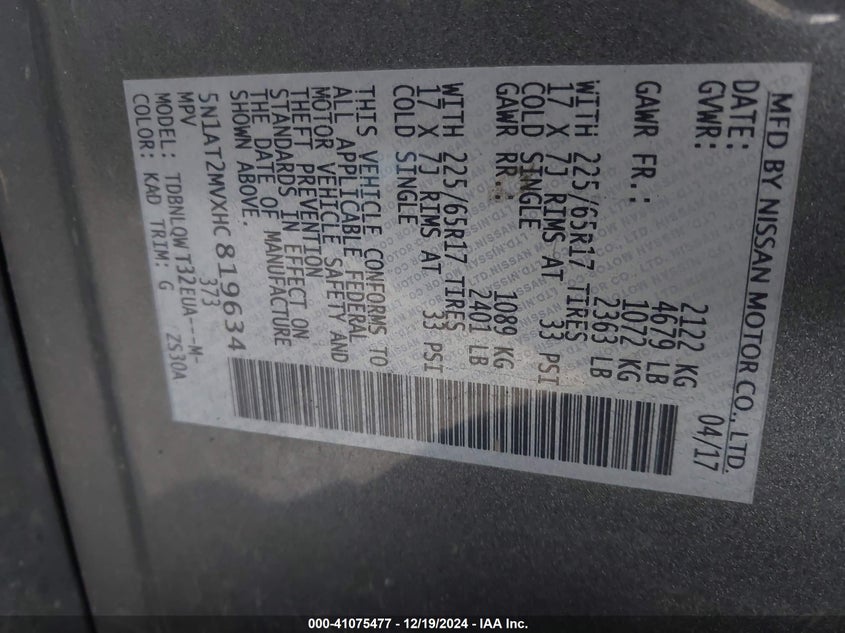 MFD BY NISSAN MOTOR CO., LTD.
DATE: 04/17
GVWR: 2122 KG
4679 LB
GAWR FR.: 1072 KG
2363 LB
WITH 225/65R17 TIRES
17 X 7J RIMS AT 33 PSI
COLD SINGLE
GAWR RR.: 1089 KG
2401 LB
WITH 225/65R17 TIRES
17 X 7J RIMS AT 33 PSI
COLD SINGLE
THIS VEHICLE CONFORMS TO
ALL APPLICABLE FEDERAL
MOTOR VEHICLE SAFETY AND
THEFT PREVENTION
STANDARDS IN EFFECT ON
THE DATE OF MANUFACTURE
SHOWN ABOVE.
5N1AT2MVXHC819634
MPV 373
MODEL: TDBNLQWT32EUA---M-
COLOR: KAD TRIM: G ZS30A
000-41075477 - 12/19/2024 - IAA Inc.